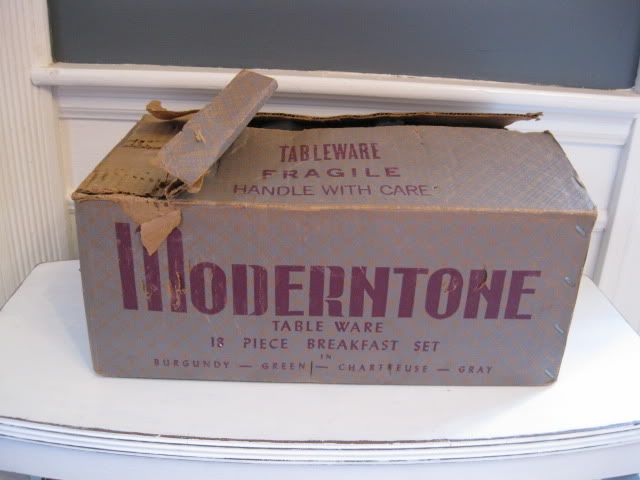 TABLEWARE
FRAGILE
HANDLE WITH CARE
MODERNTONE
TABLE WARE
18 PIECE BREAKFAST SET
IN
BURGUNDY — GREEN — CHARTREUSE — GRAY